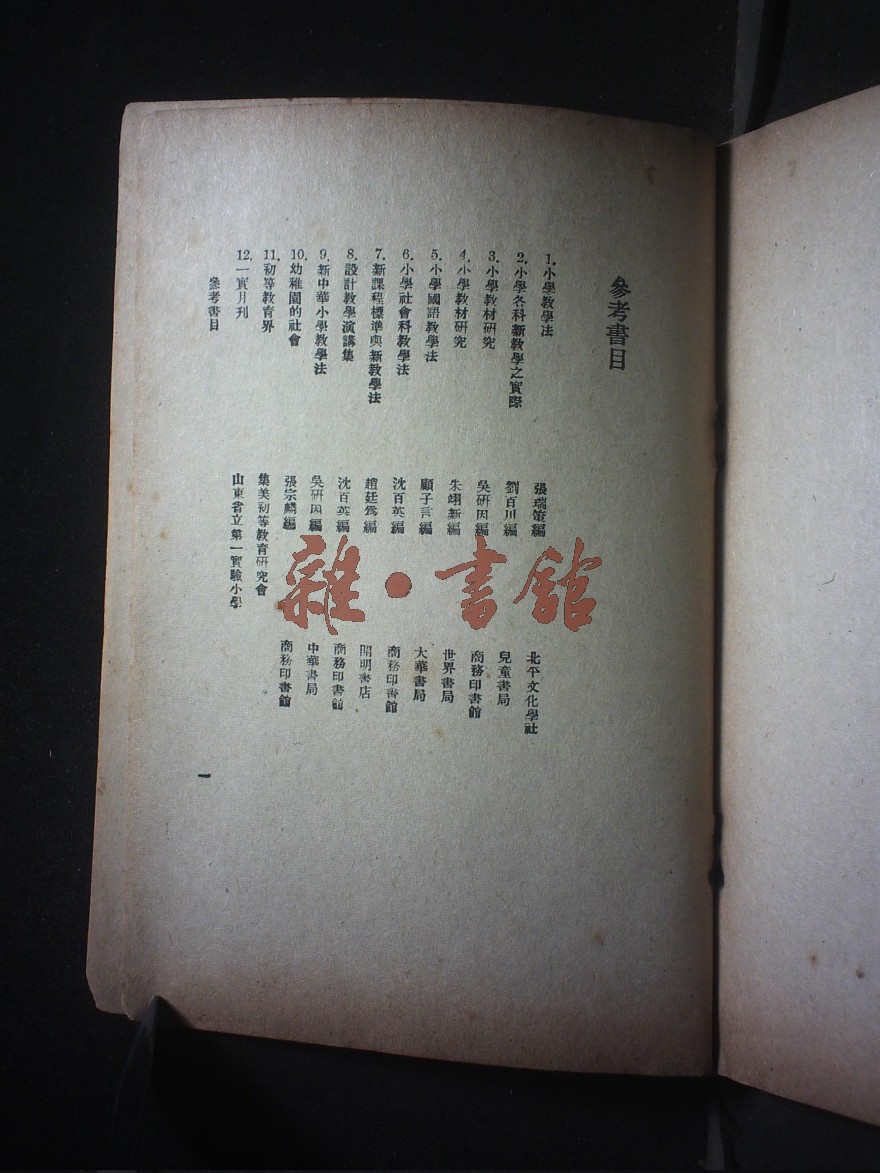 參考書目
1. 小學教學法 張瑞策編 北平文化學社
2. 小學各科新教學之實際 劉百川編 兒童書局
3. 小學教材研究 吳研因編 商務印書館
4. 小學教材研究 朱翊新編 世界書局
5. 小學國語教學法 顧子言編 大華書局
6. 小學社會科教學法 沈百英編 商務印書館
7. 新課程標準與新教學法 趙廷爲編 開明書店
8. 設計教學演講集 沈百英編 商務印書館
9. 新中華小學教學法 吳研因編 中華書局
10. 幼稚園的社會 張宗麟編 商務印書館
11. 初等教育界 集美初等教育研究會
12. 一實月刊 山東省立第一實驗小學
參考書目
一
雜·書館